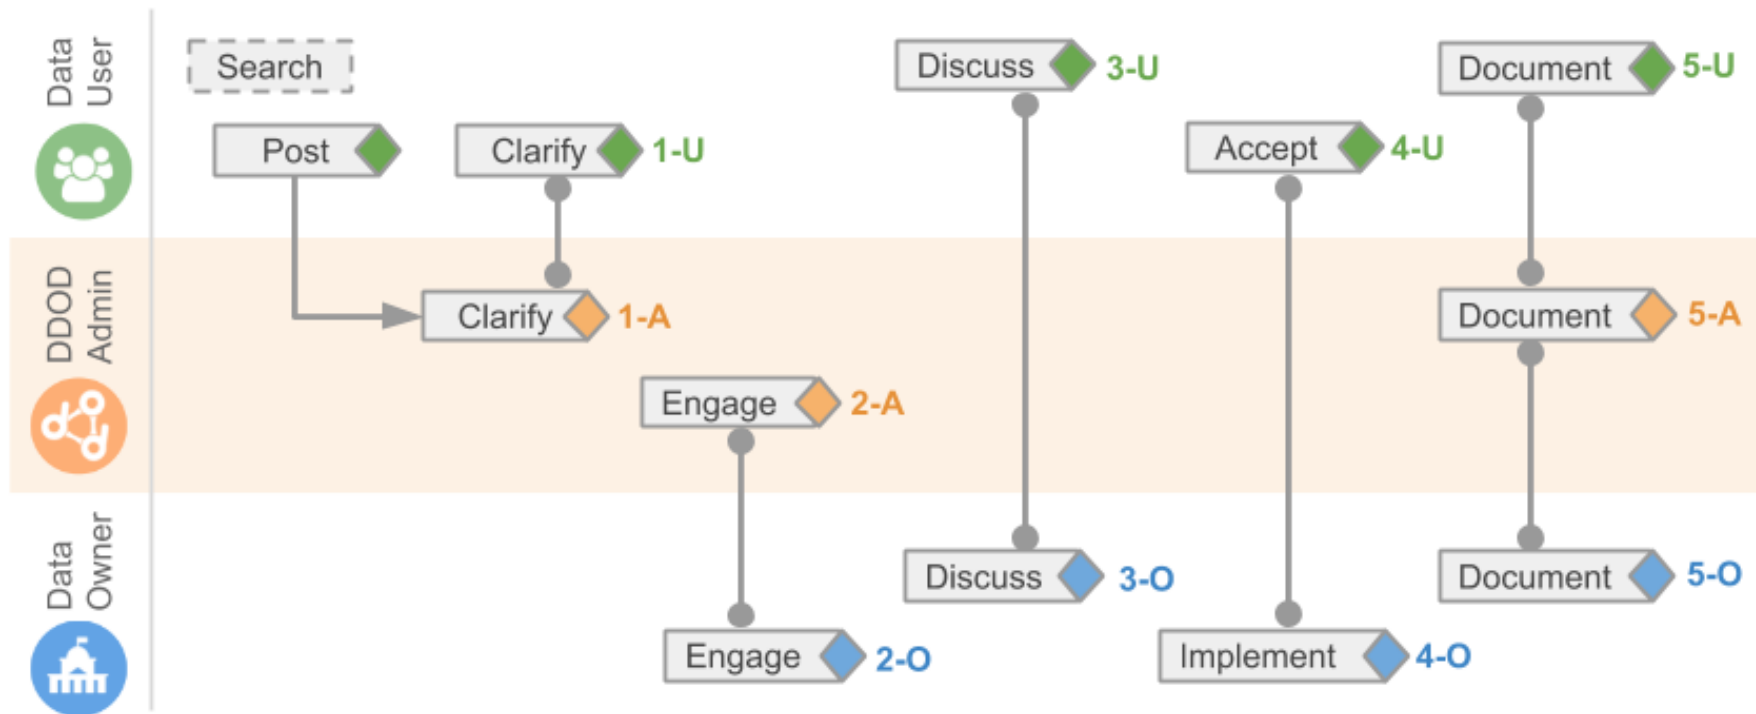 Data
User
Search
Post
Clarify
1-U
Discuss
3-U
Accept
4-U
Document
5-U
DDOD
Admin
Clarify
1-A
Engage
2-A
Document
5-A
Data
Owner
Engage
2-O
Discuss
3-O
Implement
4-O
Document
5-O